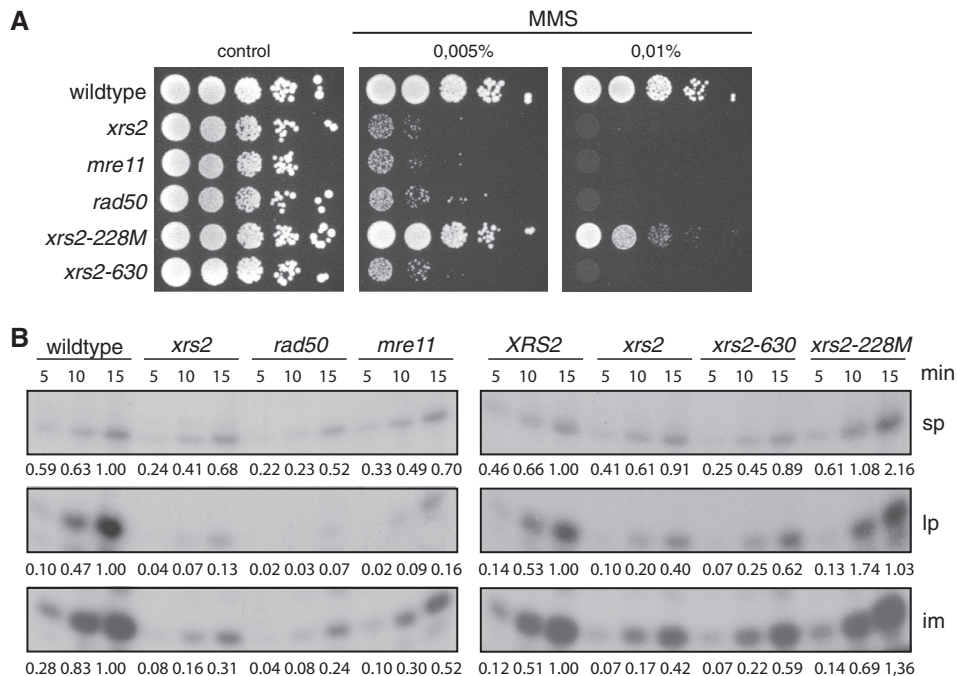 A
MMS
control 0,005% 0,01%
wildtype
xrs2
mre11
rad50
xrs2-228M
xrs2-630
B
wildtype xrs2 rad50 mre11 XRS2 xrs2 xrs2-630 xrs2-228M
5 10 15 5 10 15 5 10 15 5 10 15 5 10 15 5 10 15 5 10 15 5 10 15 min
sp
0.59 0.63 1.00 0.24 0.41 0.68 0.22 0.23 0.52 0.33 0.49 0.70 0.46 0.66 1.00 0.41 0.61 0.91 0.25 0.45 0.89 0.61 1.08 2.16
lp
0.10 0.47 1.00 0.04 0.07 0.13 0.02 0.03 0.07 0.02 0.09 0.16 0.14 0.53 1.00 0.10 0.20 0.40 0.07 0.25 0.62 0.13 1.74 1.03
im
0.28 0.83 1.00 0.08 0.16 0.31 0.04 0.08 0.24 0.10 0.30 0.52 0.12 0.51 1.00 0.07 0.17 0.42 0.07 0.22 0.59 0.14 0.69 1,36